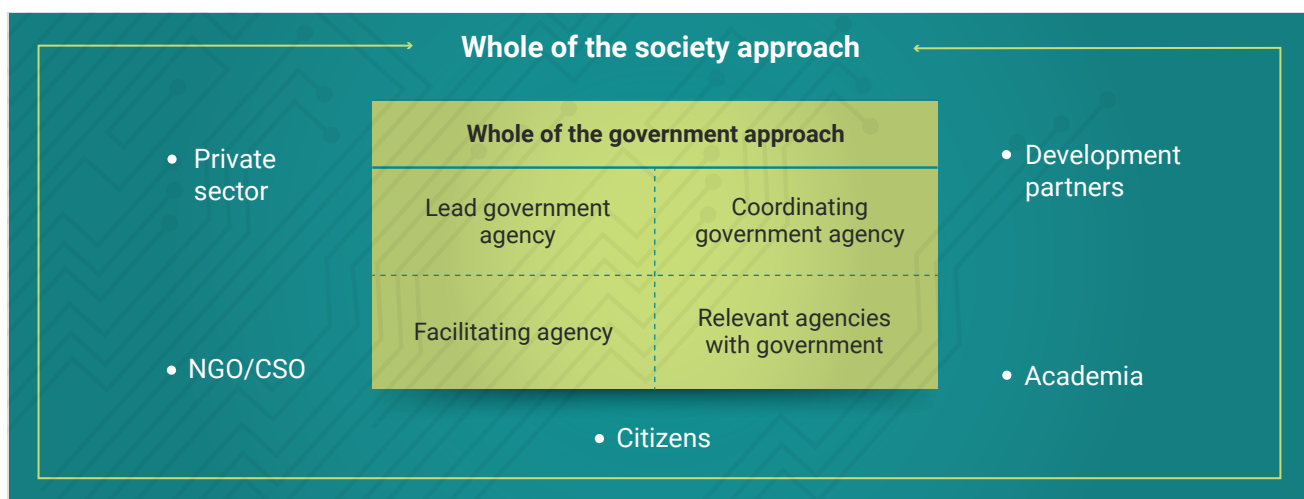 Whole of the society approach
Whole of the government approach
• Private
sector
• Development
partners
Lead government
agency
Coordinating
government agency
Facilitating agency
Relevant agencies
with government
• NGO/CSO
• Academia
• Citizens